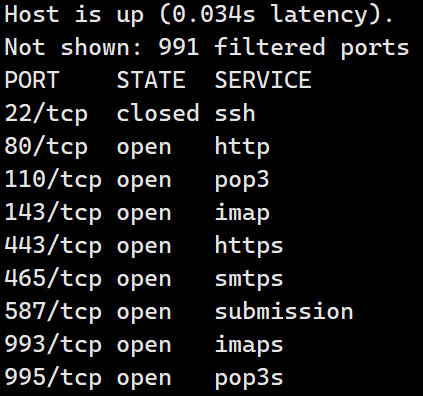 Host is up (0.034s latency).
Not shown: 991 filtered ports
PORT    STATE  SERVICE
22/tcp  closed ssh
80/tcp  open   http
110/tcp open   pop3
143/tcp open   imap
443/tcp open   https
465/tcp open   smtps
587/tcp open   submission
993/tcp open   imaps
995/tcp open   pop3s